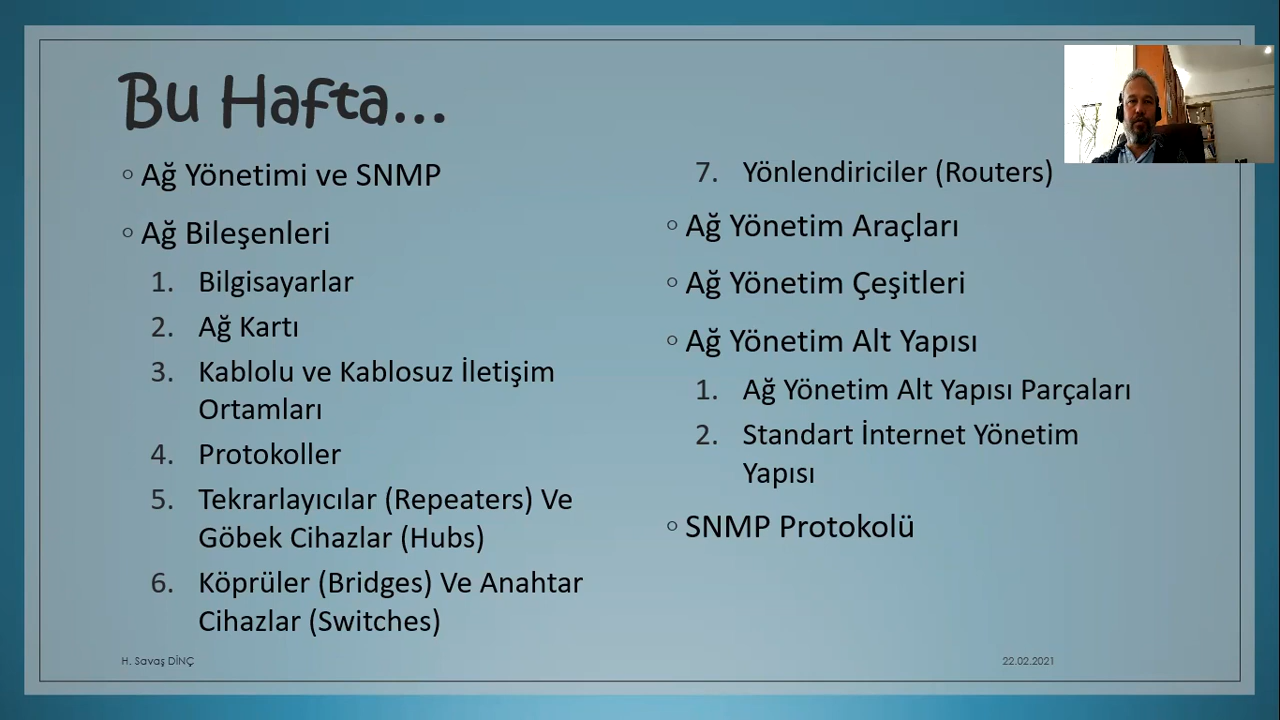 Bu Hafta...
◦ Ağ Yönetimi ve SNMP
◦ Ağ Bileşenleri
1. Bilgisayarlar
2. Ağ Kartı
3. Kablolu ve Kablosuz İletişim
Ortamları
4. Protokoller
5. Tekrarlayıcılar (Repeaters) Ve
Göbek Cihazlar (Hubs)
6. Köprüler (Bridges) Ve Anahtar
Cihazlar (Switches)
7. Yönlendiriciler (Routers)
◦ Ağ Yönetim Araçları
◦ Ağ Yönetim Çeşitleri
◦ Ağ Yönetim Alt Yapısı
1. Ağ Yönetim Alt Yapısı Parçaları
2. Standart İnternet Yönetim
Yapısı
◦ SNMP Protokolü
H. Savaş DİNÇ
22.02.2021